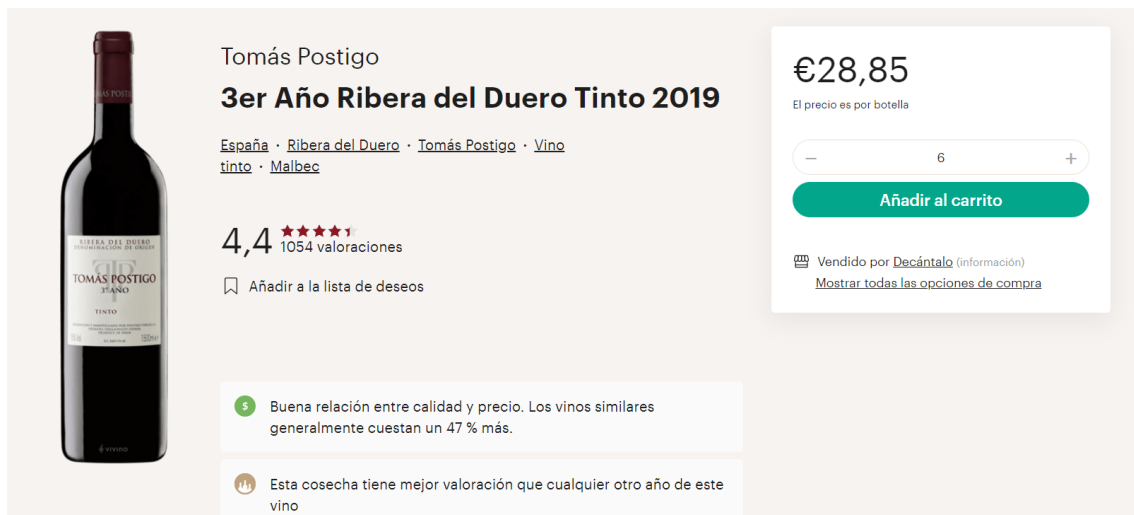 Tomás Postigo
3er Año Ribera del Duero Tinto 2019
España · Ribera del Duero · Tomás Postigo · Vino
tinto · Malbec
4,4
1054 valoraciones
Añadir a la lista de deseos
€28,85
El precio es por botella
− 6 +
Añadir al carrito
Vendido por Decántalo (información)
Mostrar todas las opciones de compra
$
Buena relación entre calidad y precio. Los vinos similares
generalmente cuestan un 47 % más.
Esta cosecha tiene mejor valoración que cualquier otro año de este
vino
RIBERA DEL DUERO
DENOMINACIÓN DE ORIGEN
TOMÁS POSTIGO
3er AÑO
TINTO
vivino